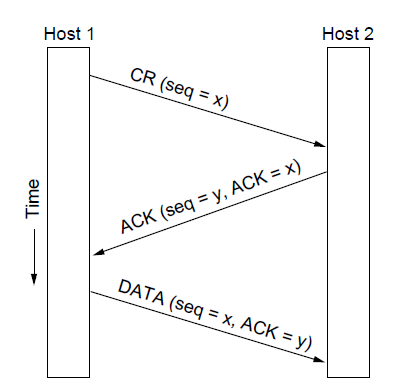 Host 1
Host 2
CR (seq = x)
ACK (seq = y, ACK = x)
Time
DATA (seq = x, ACK = y)